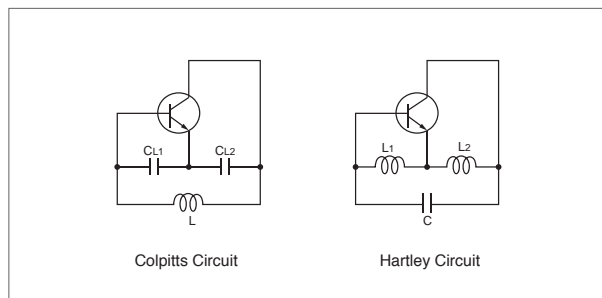 CL1 CL2
L
Colpitts Circuit
L1 L2
C
Hartley Circuit